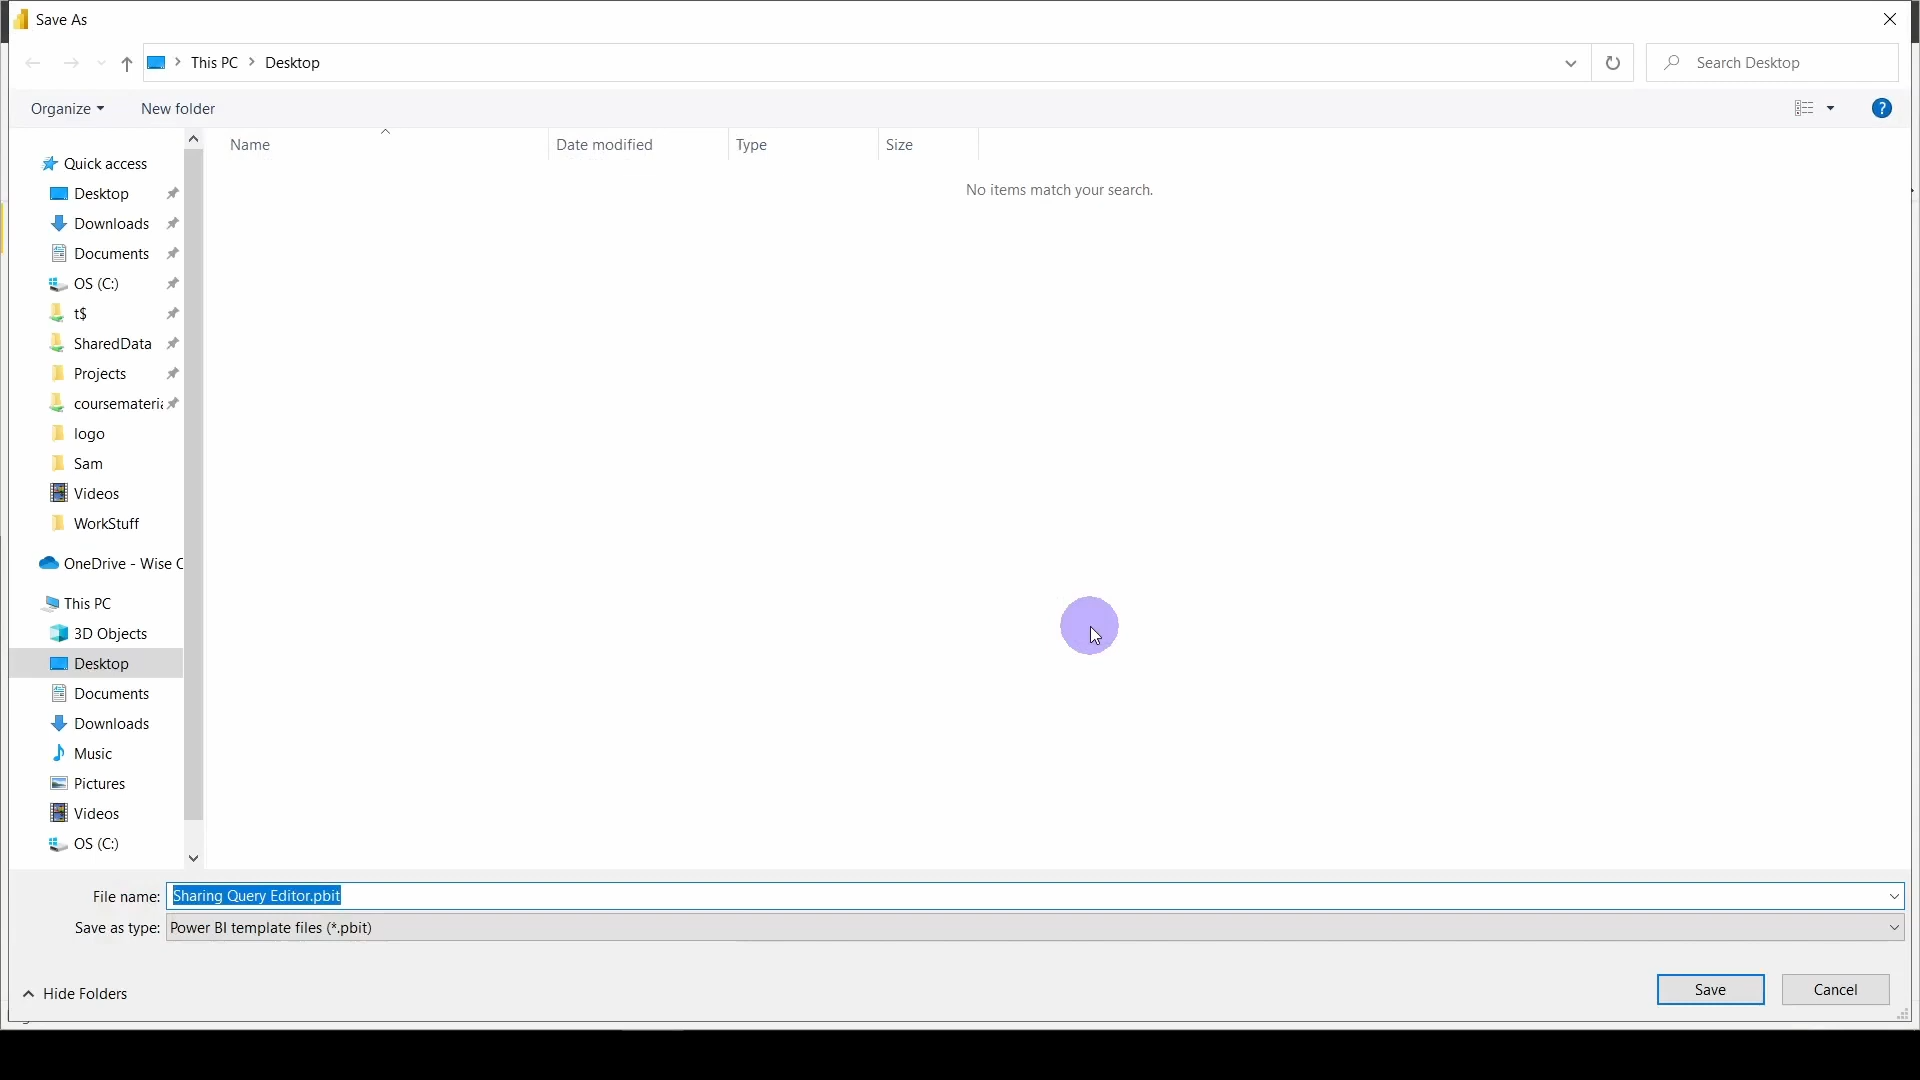 Save As
This PC
Desktop
Search Desktop
Organize
New folder
?
Name
Date modified
Type
Size
No items match your search.
Quick access
Desktop
Downloads
Documents
OS (C:)
t$
SharedData
Projects
coursemateri
logo
Sam
Videos
WorkStuff
OneDrive - Wise C
This PC
3D Objects
Desktop
Documents
Downloads
Music
Pictures
Videos
OS (C:)
File name: Sharing Query Editor.pbit
Save as type: Power BI template files (*.pbit)
Hide Folders
Save
Cancel